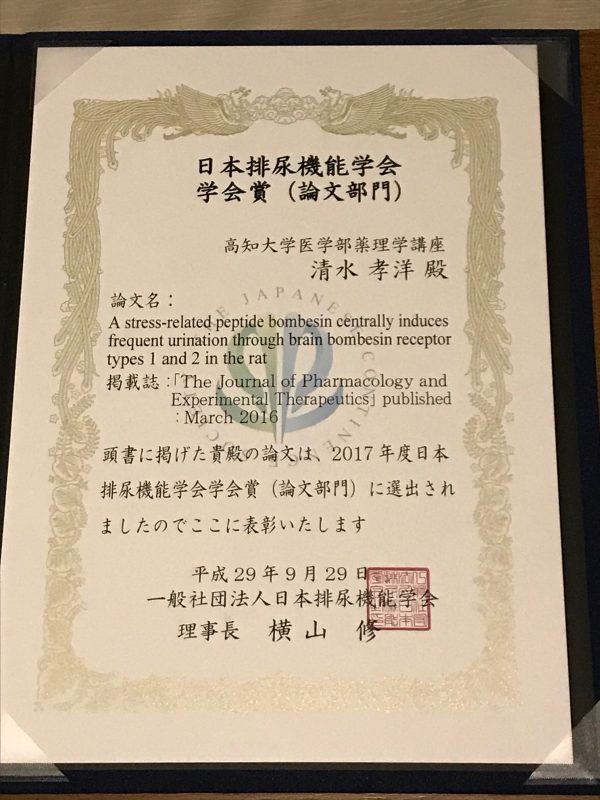 日本排尿機能学会
学会賞（論文部門）
高知大学医学部薬理学講座
清水 孝洋 殿
論文名：
A stress-related peptide bombesin centrally induces
frequent urination through brain bombesin receptor
types 1 and 2 in the rat
掲載誌：「The Journal of Pharmacology and
Experimental Therapeutics」published
: March 2016
頭書に掲げた貴殿の論文は、2017年度日本
排尿機能学会学会賞（論文部門）に選出され
ましたのでここに表彰いたします
平成29年9月29日
一般社団法人日本排尿機能学会
理事長 横山 修